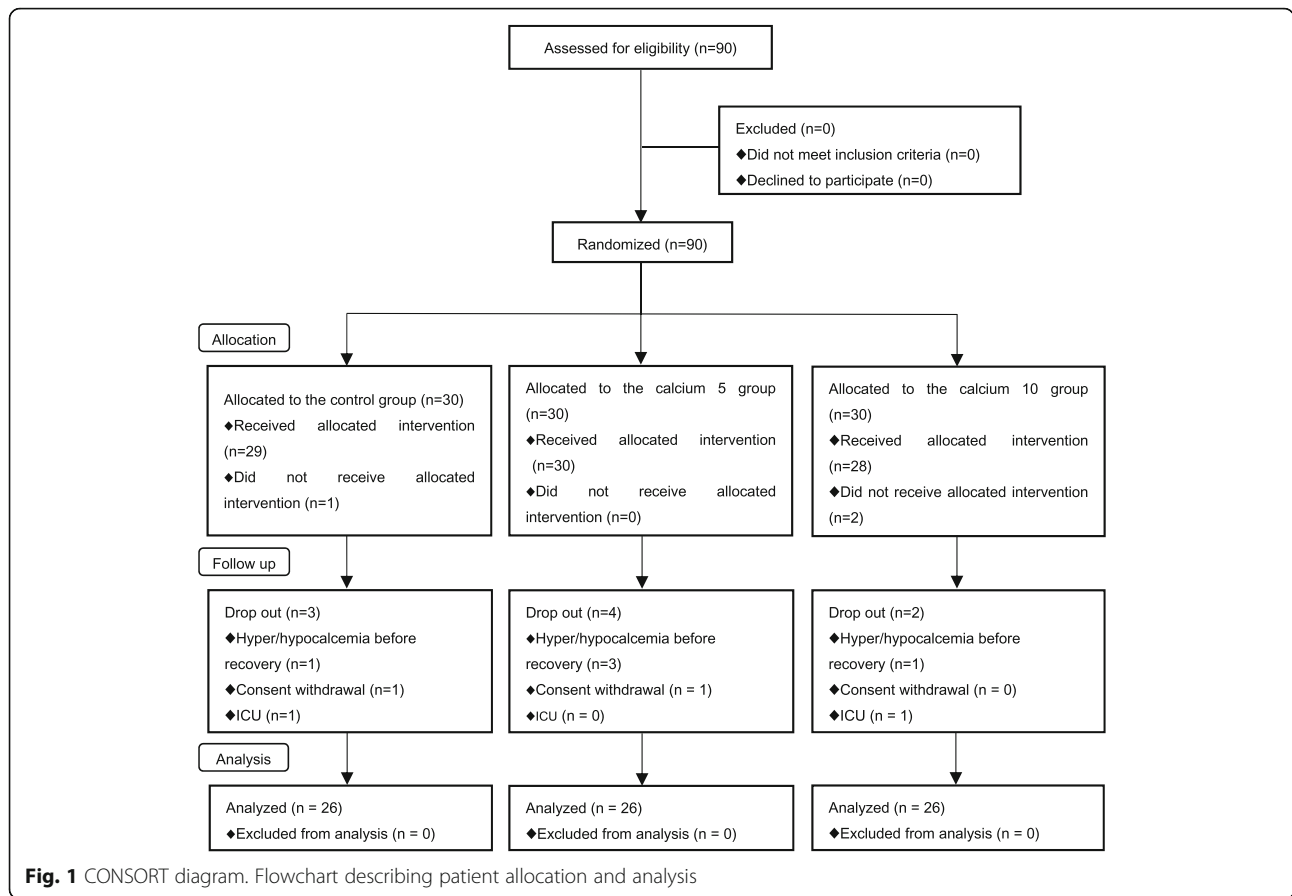 Assessed for eligibility (n=90)
Excluded (n=0)
◆Did not meet inclusion criteria (n=0)
◆Declined to participate (n=0)
Randomized (n=90)
Allocation
Allocated to the control group (n=30)
◆Received allocated intervention
(n=29)
◆Did not receive allocated
intervention (n=1)
Allocated to the calcium 5 group
(n=30)
◆Received allocated intervention
(n=30)
◆Did not receive allocated
intervention (n=0)
Allocated to the calcium 10 group
(n=30)
◆Received allocated intervention
(n=28)
◆Did not receive allocated intervention
(n=2)
Follow up
Drop out (n=3)
◆Hyper/hypocalcemia before
recovery (n=1)
◆Consent withdrawal (n=1)
◆ICU (n=1)
Drop out (n=4)
◆Hyper/hypocalcemia before
recovery (n=3)
◆Consent withdrawal (n = 1)
◆ICU (n = 0)
Drop out (n=2)
◆Hyper/hypocalcemia before
recovery (n=1)
◆Consent withdrawal (n = 0)
◆ICU (n = 1)
Analysis
Analyzed (n = 26)
◆Excluded from analysis (n = 0)
Analyzed (n = 26)
◆Excluded from analysis (n = 0)
Analyzed (n = 26)
◆Excluded from analysis (n = 0)
Fig. 1 CONSORT diagram. Flowchart describing patient allocation and analysis